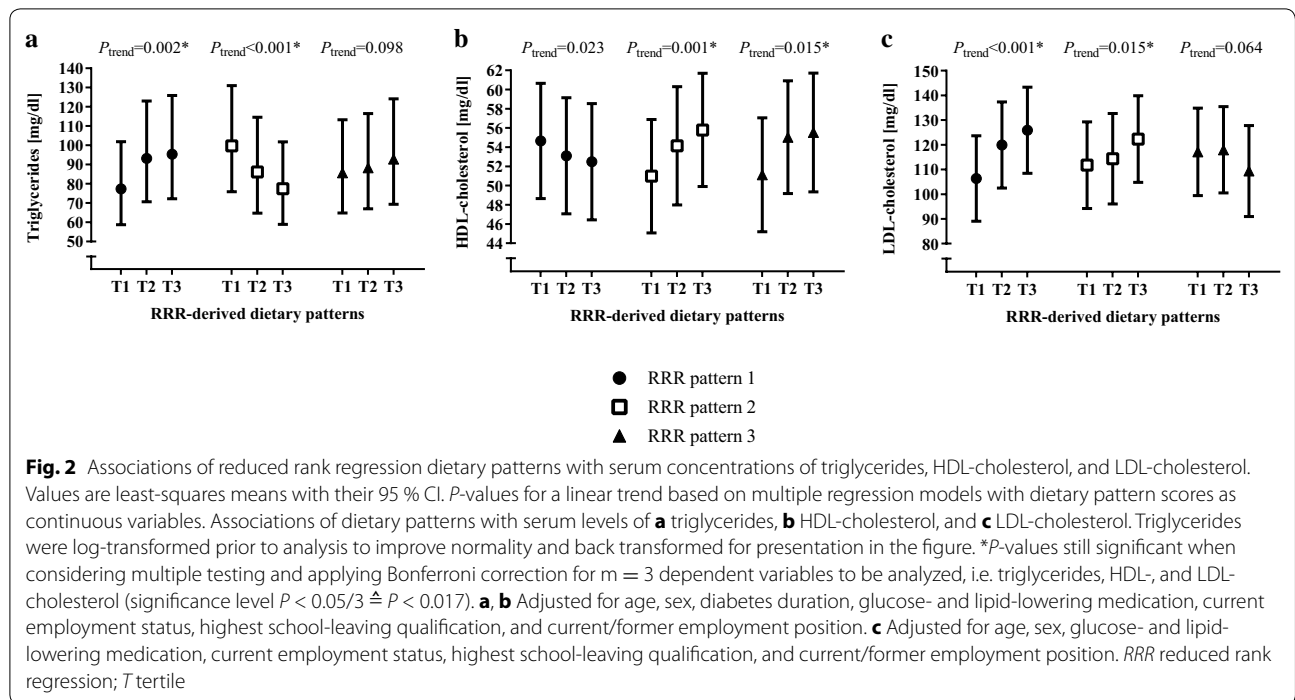 a
P_trend=0.002* P_trend<0.001* P_trend=0.098
Triglycerides [mg/dl]
140
130
120
110
100
90
80
70
60
50
T1 T2 T3 T1 T2 T3 T1 T2 T3
RRR-derived dietary patterns
b
P_trend=0.023 P_trend=0.001* P_trend=0.015*
HDL-cholesterol [mg/dl]
62
60
58
56
54
52
50
48
46
44
T1 T2 T3 T1 T2 T3 T1 T2 T3
RRR-derived dietary patterns
c
P_trend<0.001* P_trend=0.015* P_trend=0.064
LDL-cholesterol [mg/dl]
150
140
130
120
110
100
90
80
T1 T2 T3 T1 T2 T3 T1 T2 T3
RRR-derived dietary patterns
RRR pattern 1
RRR pattern 2
RRR pattern 3
Fig. 2 Associations of reduced rank regression dietary patterns with serum concentrations of triglycerides, HDL-cholesterol, and LDL-cholesterol.
Values are least-squares means with their 95 % CI. P-values for a linear trend based on multiple regression models with dietary pattern scores as
continuous variables. Associations of dietary patterns with serum levels of a triglycerides, b HDL-cholesterol, and c LDL-cholesterol. Triglycerides
were log-transformed prior to analysis to improve normality and back transformed for presentation in the figure. *P-values still significant when
considering multiple testing and applying Bonferroni correction for m = 3 dependent variables to be analyzed, i.e. triglycerides, HDL-, and LDL-
cholesterol (significance level P < 0.05/3 ≙ P < 0.017). a, b Adjusted for age, sex, diabetes duration, glucose- and lipid-lowering medication, current
employment status, highest school-leaving qualification, and current/former employment position. c Adjusted for age, sex, glucose- and lipid-
lowering medication, current employment status, highest school-leaving qualification, and current/former employment position. RRR reduced rank
regression; T tertile